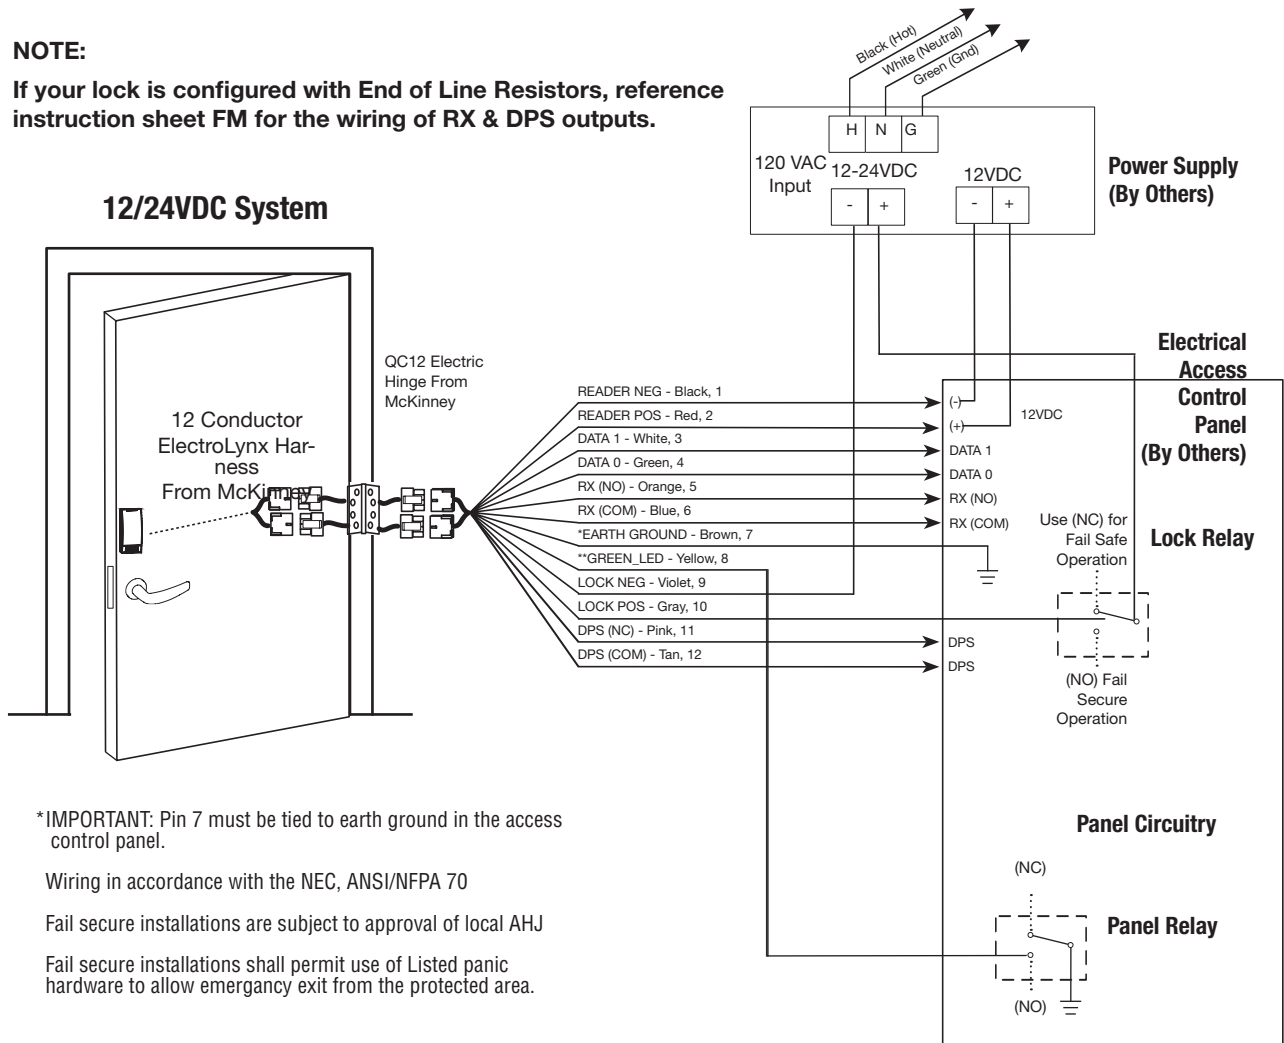 NOTE:
If your lock is configured with End of Line Resistors, reference
instruction sheet FM for the wiring of RX & DPS outputs.
12/24VDC System
Black (Hot)
White (Neutral)
Green (Gnd)
H N G
120 VAC
Input
12-24VDC
12VDC
- +
- +
Power Supply
(By Others)
QC12 Electric
Hinge From
McKinney
12 Conductor
ElectroLynx Har-
ness
From McKinney
READER NEG - Black, 1
READER POS - Red, 2
DATA 1 - White, 3
DATA 0 - Green, 4
RX (NO) - Orange, 5
RX (COM) - Blue, 6
*EARTH GROUND - Brown, 7
**GREEN_LED - Yellow, 8
LOCK NEG - Violet, 9
LOCK POS - Gray, 10
DPS (NC) - Pink, 11
DPS (COM) - Tan, 12
Electrical
Access
Control
Panel
(By Others)
(-)
(+)
12VDC
DATA 1
DATA 0
RX (NO)
RX (COM)
DPS
DPS
Use (NC) for
Fail Safe
Operation
Lock Relay
(NO) Fail
Secure
Operation
Panel Circuitry
(NC)
Panel Relay
(NO)
*IMPORTANT: Pin 7 must be tied to earth ground in the access
control panel.
Wiring in accordance with the NEC, ANSI/NFPA 70
Fail secure installations are subject to approval of local AHJ
Fail secure installations shall permit use of Listed panic
hardware to allow emergancy exit from the protected area.